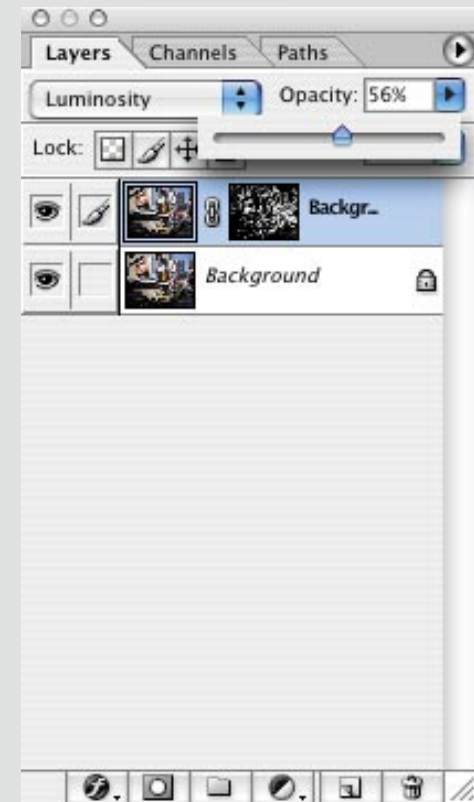 Layers Channels Paths
Luminosity Opacity: 56%
Lock:
Backgr...
Background